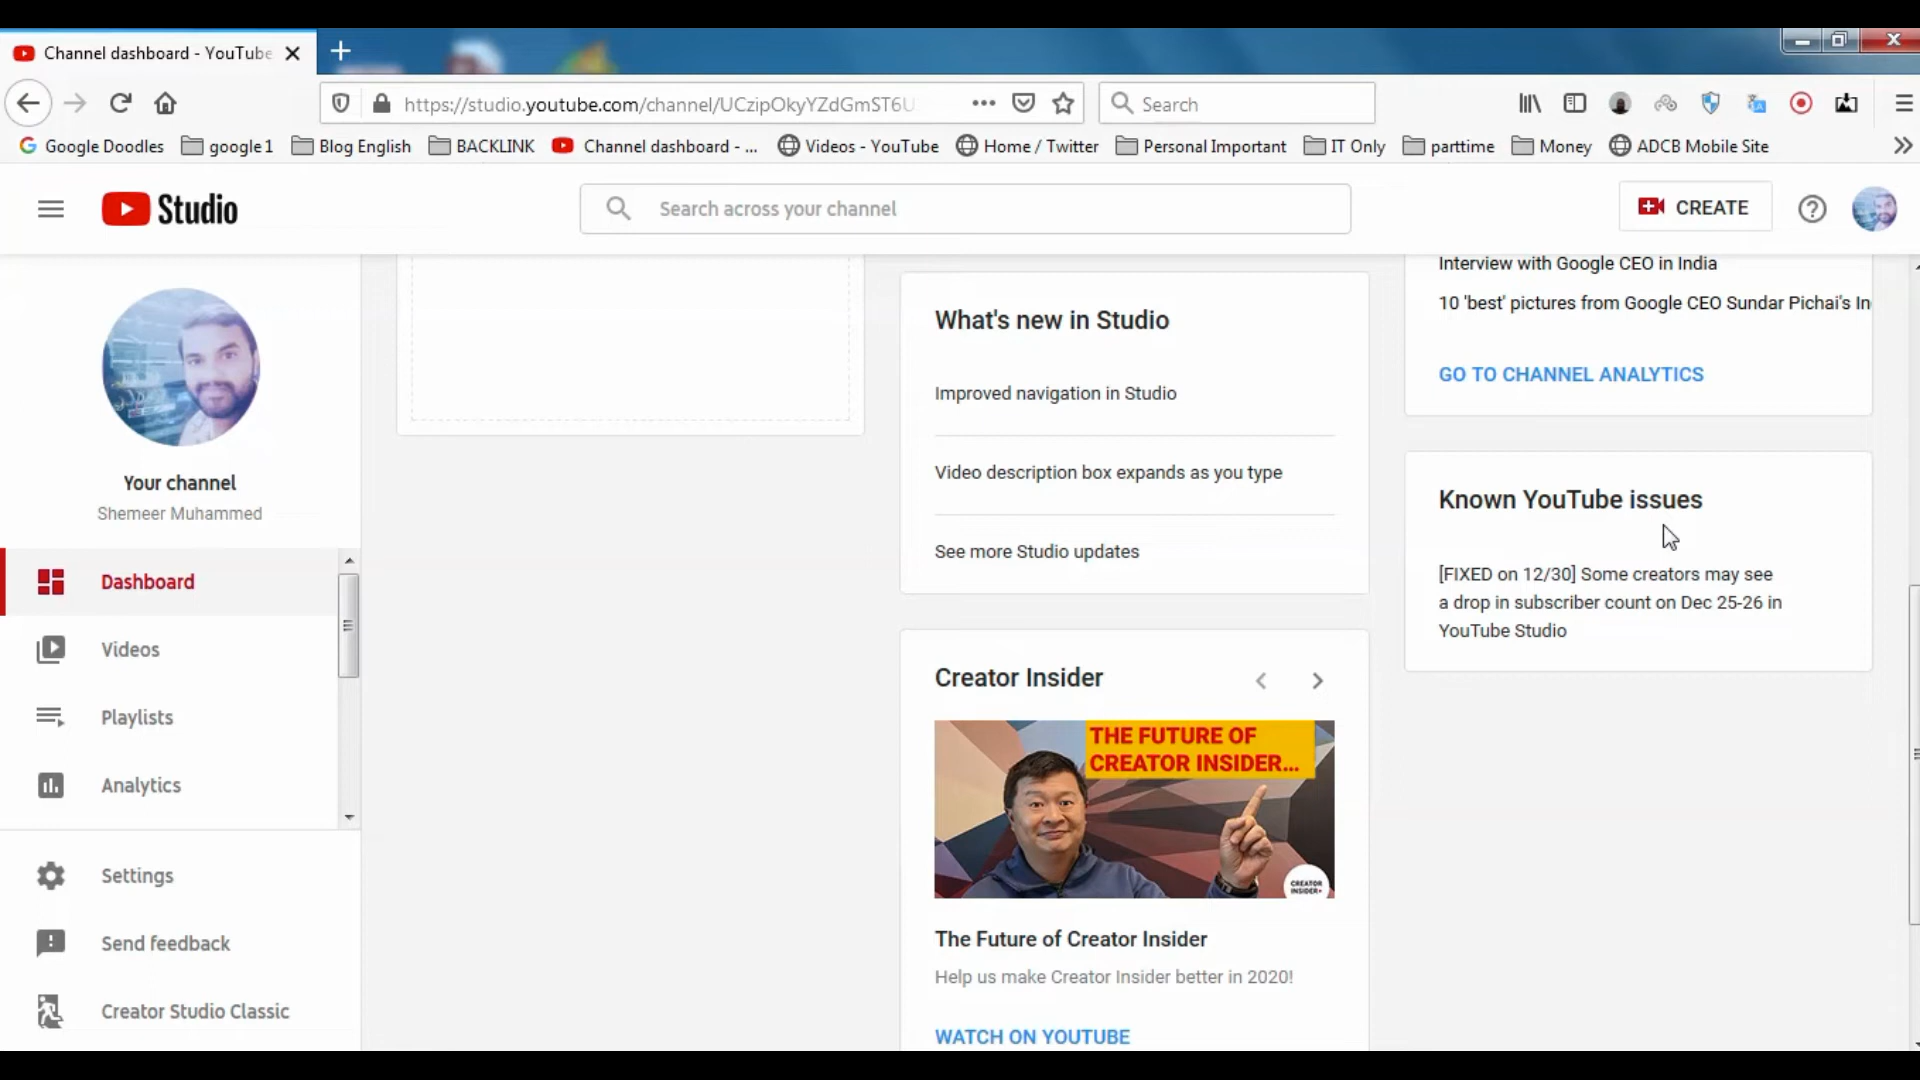 Channel dashboard - YouTube
https://studio.youtube.com/channel/UCzipOkyYZdGmST6U
Search
Google Doodles
google1
Blog English
BACKLINK
Channel dashboard - ...
Videos - YouTube
Home / Twitter
Personal Important
IT Only
parttime
Money
ADCB Mobile Site
Studio
Search across your channel
CREATE
Your channel
Shemeer Muhammed
Dashboard
Videos
Playlists
Analytics
Settings
Send feedback
Creator Studio Classic
What's new in Studio
Improved navigation in Studio
Video description box expands as you type
See more Studio updates
Creator Insider
THE FUTURE OF
CREATOR INSIDER...
CREATOR
INSIDER+
The Future of Creator Insider
Help us make Creator Insider better in 2020!
WATCH ON YOUTUBE
Interview with Google CEO in India
10 'best' pictures from Google CEO Sundar Pichai's In
GO TO CHANNEL ANALYTICS
Known YouTube issues
[FIXED on 12/30] Some creators may see
a drop in subscriber count on Dec 25-26 in
YouTube Studio